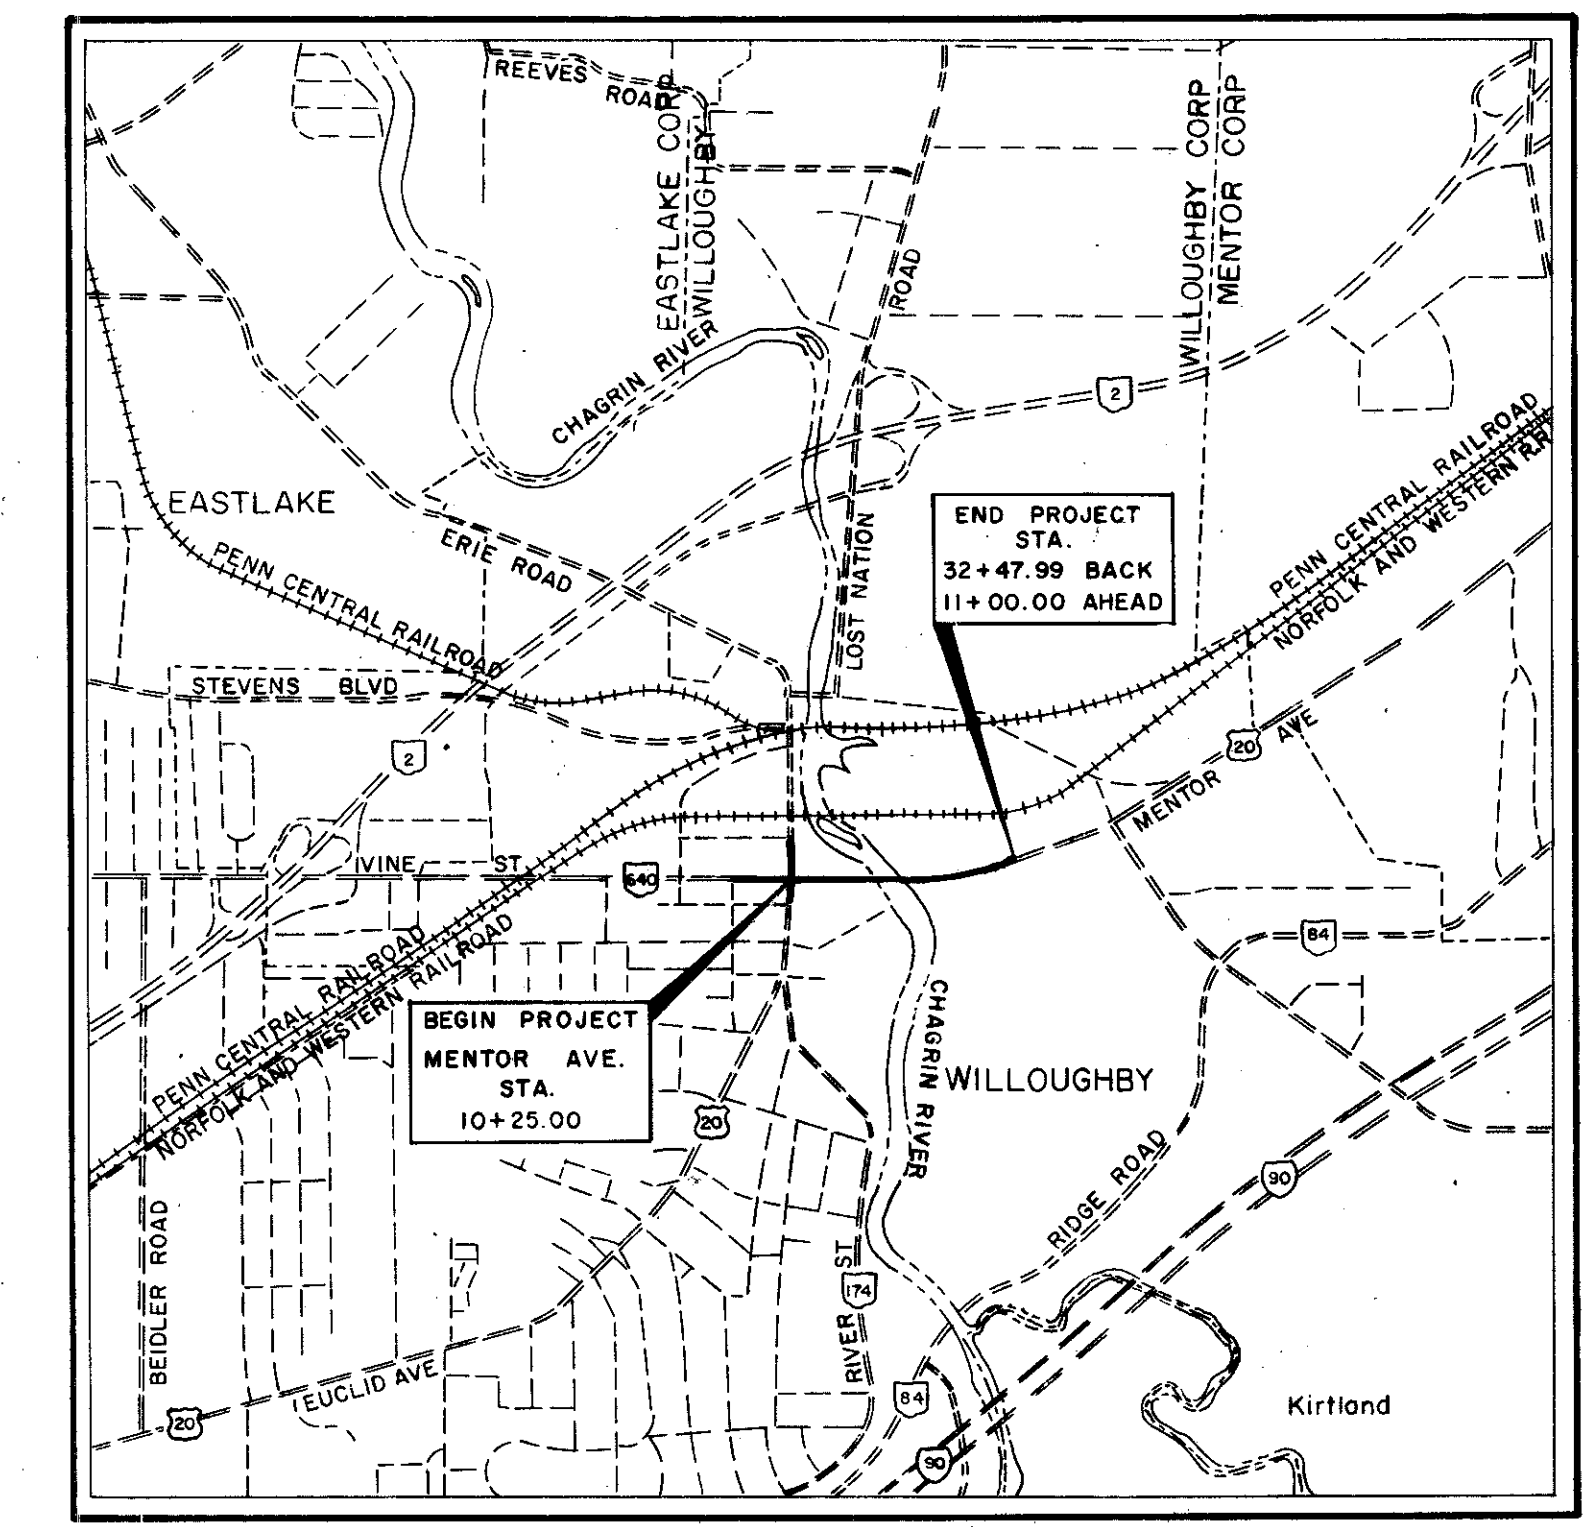 REEVES
ROAD
EASTLAKE CORP
WILLOUGHBY
WILLOUGHBY CORP
MENTOR CORP
ROAD
CHAGRIN RIVER
2
PENN CENTRAL RAILROAD
NORFOLK AND WESTERN R.R.
EASTLAKE
ERIE ROAD
PENN CENTRAL RAILROAD
LOST NATION
END PROJECT
STA.
32+47.99 BACK
11+00.00 AHEAD
STEVENS BLVD
2
20
MENTOR AVE
VINE ST
640
84
PENN CENTRAL RAILROAD
NORFOLK AND WESTERN RAILROAD
BEGIN PROJECT
MENTOR AVE.
STA.
10+25.00
CHAGRIN RIVER
WILLOUGHBY
20
RIDGE ROAD
90
BEIDLER ROAD
RIVER ST
174
EUCLID AVE
20
84
90
Kirtland